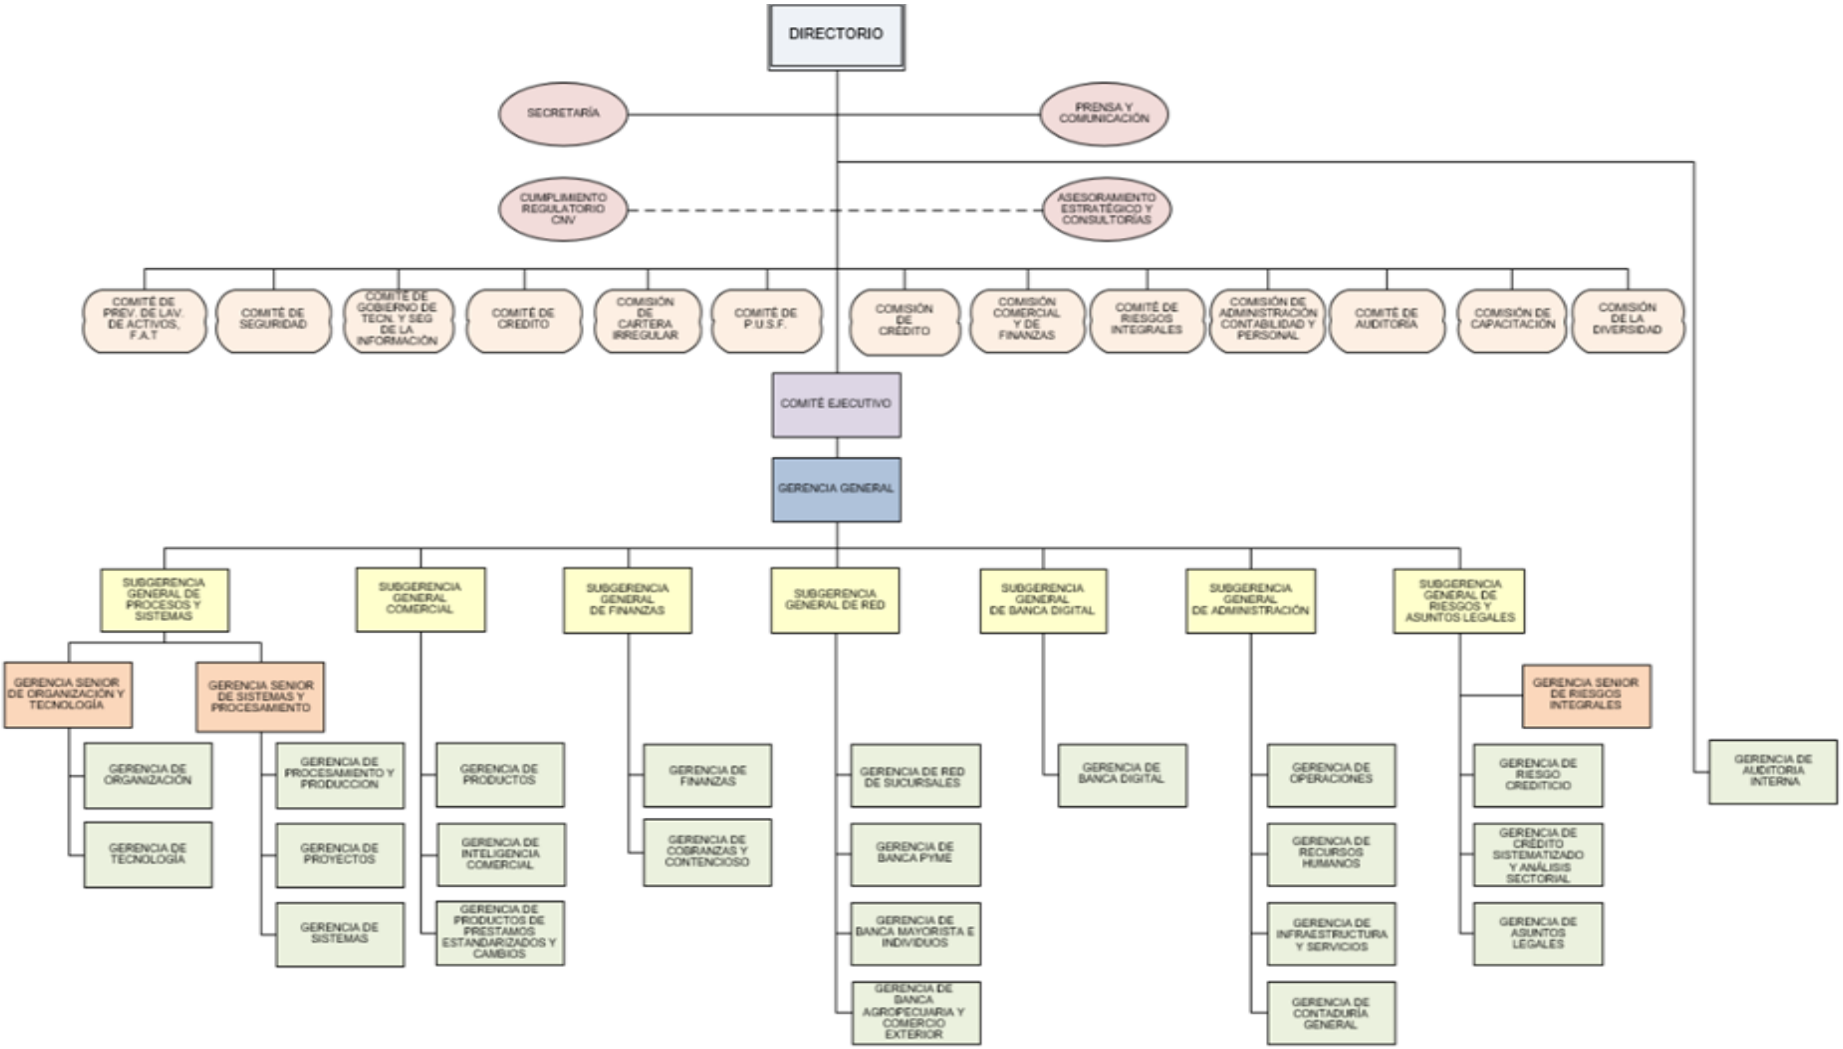 DIRECTORIO
SECRETARÍA
PRENSA Y
COMUNICACIÓN
CUMPLIMIENTO
REGULATORIO
CNV
ASESORAMIENTO
ESTRATÉGICO Y
CONSULTORÍAS
COMITÉ DE
PREV. DE LAV.
DE ACTIVOS,
F.A.T
COMITÉ DE
SEGURIDAD
COMITÉ DE
GOBIERNO DE
TECN. Y SEG
DE LA
INFORMACIÓN
COMITÉ DE
CREDITO
COMISIÓN
DE
CARTERA
IRREGULAR
COMITÉ DE
P.U.S.F.
COMISIÓN
DE
CRÉDITO
COMISIÓN
COMERCIAL
Y DE
FINANZAS
COMITÉ DE
RIESGOS
INTEGRALES
COMISIÓN DE
ADMINISTRACIÓN
CONTABILIDAD Y
PERSONAL
COMITÉ DE
AUDITORÍA
COMISIÓN DE
CAPACITACIÓN
COMISIÓN
DE LA
DIVERSIDAD
COMITÉ EJECUTIVO
GERENCIA GENERAL
SUBGERENCIA
GENERAL DE
PROCESOS Y
SISTEMAS
SUBGERENCIA
GENERAL
COMERCIAL
SUBGERENCIA
GENERAL
DE FINANZAS
SUBGERENCIA
GENERAL DE RED
SUBGERENCIA
GENERAL
DE BANCA DIGITAL
SUBGERENCIA
GENERAL
DE ADMINISTRACIÓN
SUBGERENCIA
GENERAL DE
RIESGOS Y
ASUNTOS LEGALES
GERENCIA SENIOR
DE ORGANIZACIÓN Y
TECNOLOGÍA
GERENCIA SENIOR
DE SISTEMAS Y
PROCESAMIENTO
GERENCIA SENIOR
DE RIESGOS
INTEGRALES
GERENCIA DE
ORGANIZACIÓN
GERENCIA DE
PROCESAMIENTO Y
PRODUCCION
GERENCIA DE
PRODUCTOS
GERENCIA DE
FINANZAS
GERENCIA DE RED
DE SUCURSALES
GERENCIA DE
BANCA DIGITAL
GERENCIA DE
OPERACIONES
GERENCIA DE
RIESGO
CREDITICIO
GERENCIA DE
AUDITORIA
INTERNA
GERENCIA DE
TECNOLOGÍA
GERENCIA DE
PROYECTOS
GERENCIA DE
INTELIGENCIA
COMERCIAL
GERENCIA DE
COBRANZAS Y
CONTENCIOSO
GERENCIA DE
BANCA PYME
GERENCIA DE
RECURSOS
HUMANOS
GERENCIA DE
CRÉDITO
SISTEMATIZADO
Y ANÁLISIS
SECTORIAL
GERENCIA DE
SISTEMAS
GERENCIA DE
PRODUCTOS DE
PRESTAMOS
ESTANDARIZADOS Y
CAMBIOS
GERENCIA DE
BANCA MAYORISTA E
INDIVIDUOS
GERENCIA DE
INFRAESTRUCTURA
Y SERVICIOS
GERENCIA DE
ASUNTOS
LEGALES
GERENCIA DE
BANCA
AGROPECUARIA Y
COMERCIO
EXTERIOR
GERENCIA DE
CONTADURÍA
GENERAL